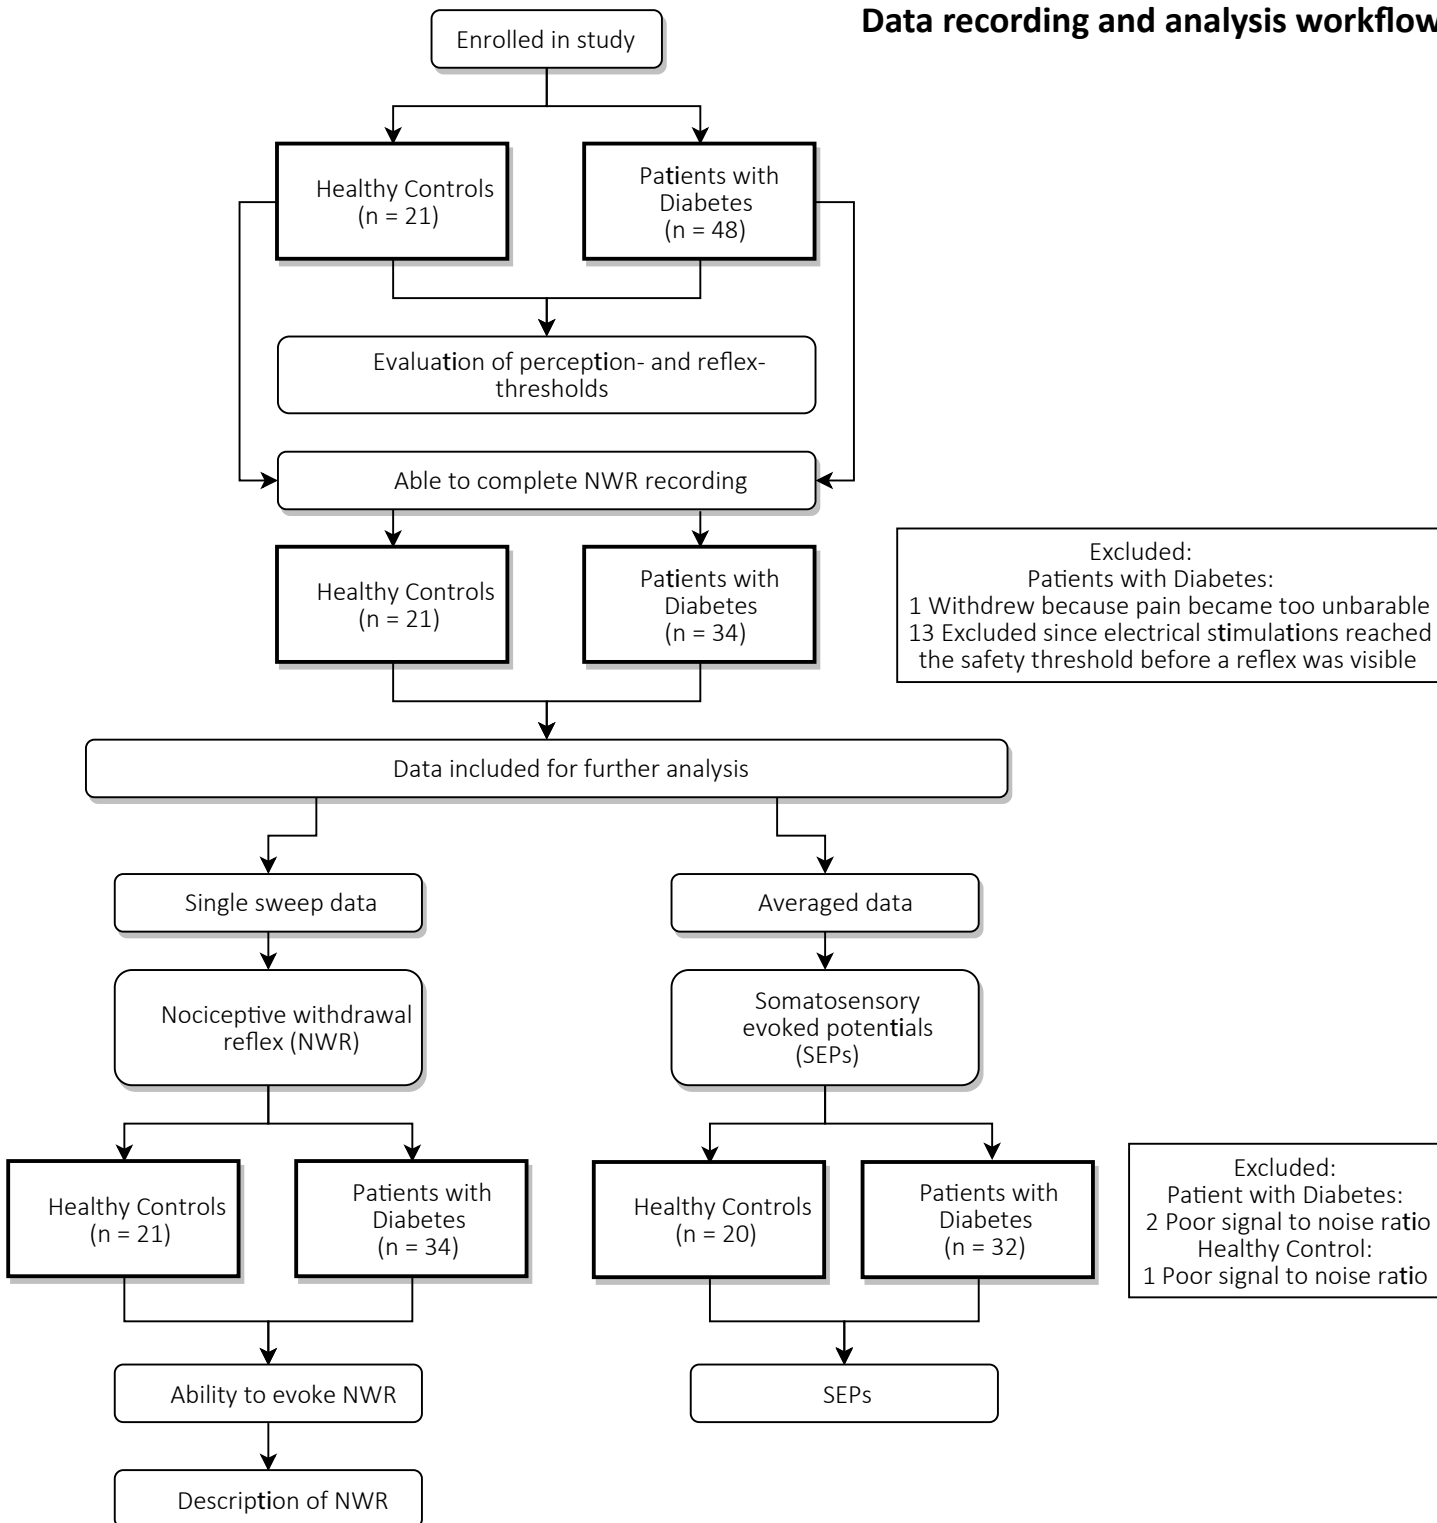 Data recording and analysis workflow
Enrolled in study
Healthy Controls
(n = 21)
Patients with
Diabetes
(n = 48)
Evaluation of perception- and reflex-
thresholds
Able to complete NWR recording
Healthy Controls
(n = 21)
Patients with
Diabetes
(n = 34)
Excluded:
Patients with Diabetes:
1 Withdrew because pain became too unbarable
13 Excluded since electrical stimulations reached
the safety threshold before a reflex was visible
Data included for further analysis
Single sweep data
Averaged data
Nociceptive withdrawal
reflex (NWR)
Somatosensory
evoked potentials
(SEPs)
Healthy Controls
(n = 21)
Patients with
Diabetes
(n = 34)
Healthy Controls
(n = 20)
Patients with
Diabetes
(n = 32)
Excluded:
Patient with Diabetes:
2 Poor signal to noise ratio
Healthy Control:
1 Poor signal to noise ratio
Ability to evoke NWR
SEPs
Description of NWR